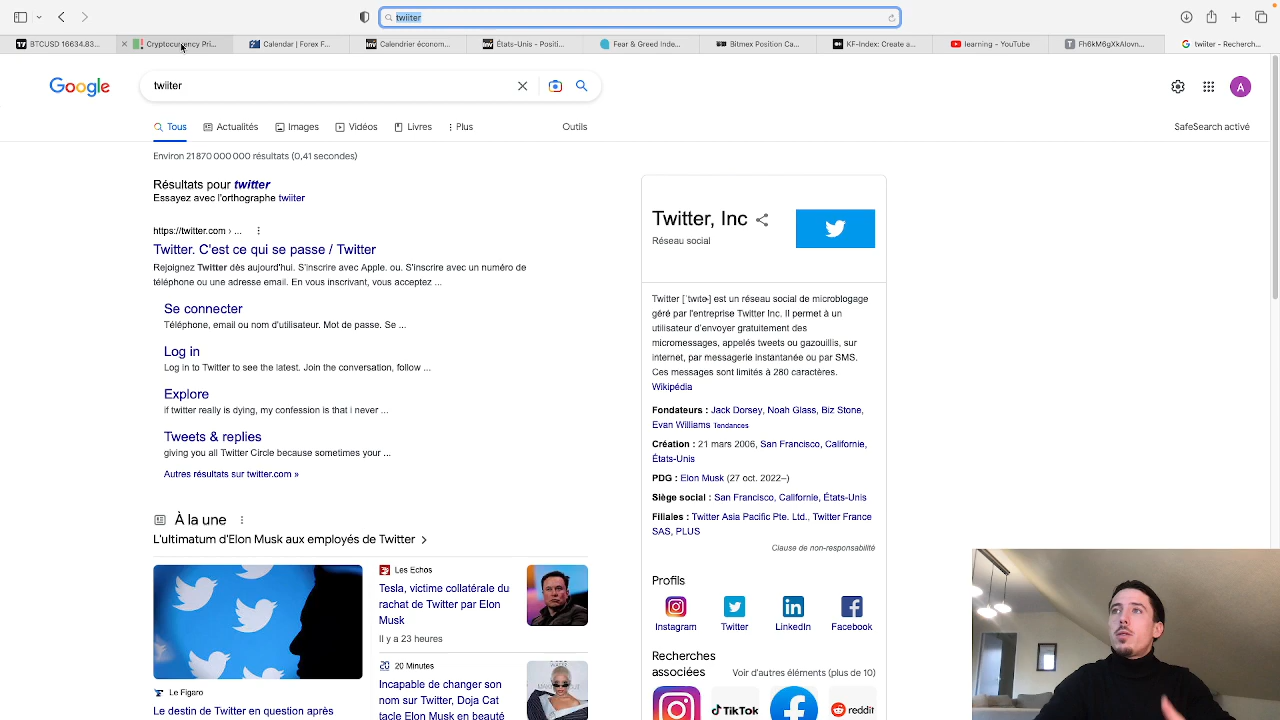 twiiter
BTCUSD 16634.83...
Cryptocurrency Pri...
Calendar | Forex F...
Calendrier économ...
États-Unis - Positi...
Fear & Greed Inde...
Bitmex Position Ca...
KF-Index: Create a...
learning - YouTube
Fh6kM6gXkAIovn...
twiiter - Recherch...
Google
twiiter
A
Tous
Actualités
Images
Vidéos
Livres
Plus
Outils
SafeSearch activé
Environ 21 870 000 000 résultats (0,41 secondes)
Résultats pour twitter
Essayez avec l'orthographe twiiter
https://twitter.com › ...
Twitter. C'est ce qui se passe / Twitter
Rejoignez Twitter dès aujourd'hui. S'inscrire avec Apple. ou. S'inscrire avec un numéro de
téléphone ou une adresse email. En vous inscrivant, vous acceptez ...
Se connecter
Téléphone, email ou nom d'utilisateur. Mot de passe. Se ...
Log in
Log in to Twitter to see the latest. Join the conversation, follow ...
Explore
if twitter really is dying, my confession is that i never ...
Tweets & replies
giving you all Twitter Circle because sometimes your ...
Autres résultats sur twitter.com »
À la une
L'ultimatum d'Elon Musk aux employés de Twitter
Le Figaro
Le destin de Twitter en question après
Les Echos
Tesla, victime collatérale du
rachat de Twitter par Elon
Musk
Il y a 23 heures
20 Minutes
Incapable de changer son
nom sur Twitter, Doja Cat
tacle Elon Musk en beauté
Twitter, Inc
Réseau social
Twitter [ˈtwɪtɚ] est un réseau social de microblogage
géré par l'entreprise Twitter Inc. Il permet à un
utilisateur d'envoyer gratuitement des
micromessages, appelés tweets ou gazouillis, sur
internet, par messagerie instantanée ou par SMS.
Ces messages sont limités à 280 caractères.
Wikipédia
Fondateurs : Jack Dorsey, Noah Glass, Biz Stone,
Evan Williams Tendances
Création : 21 mars 2006, San Francisco, Californie,
États-Unis
PDG : Elon Musk (27 oct. 2022–)
Siège social : San Francisco, Californie, États-Unis
Filiales : Twitter Asia Pacific Pte. Ltd., Twitter France
SAS, PLUS
Clause de non-responsabilité
Profils
Instagram
Twitter
LinkedIn
Facebook
Recherches
associées
Voir d'autres éléments (plus de 10)
TikTok
reddit